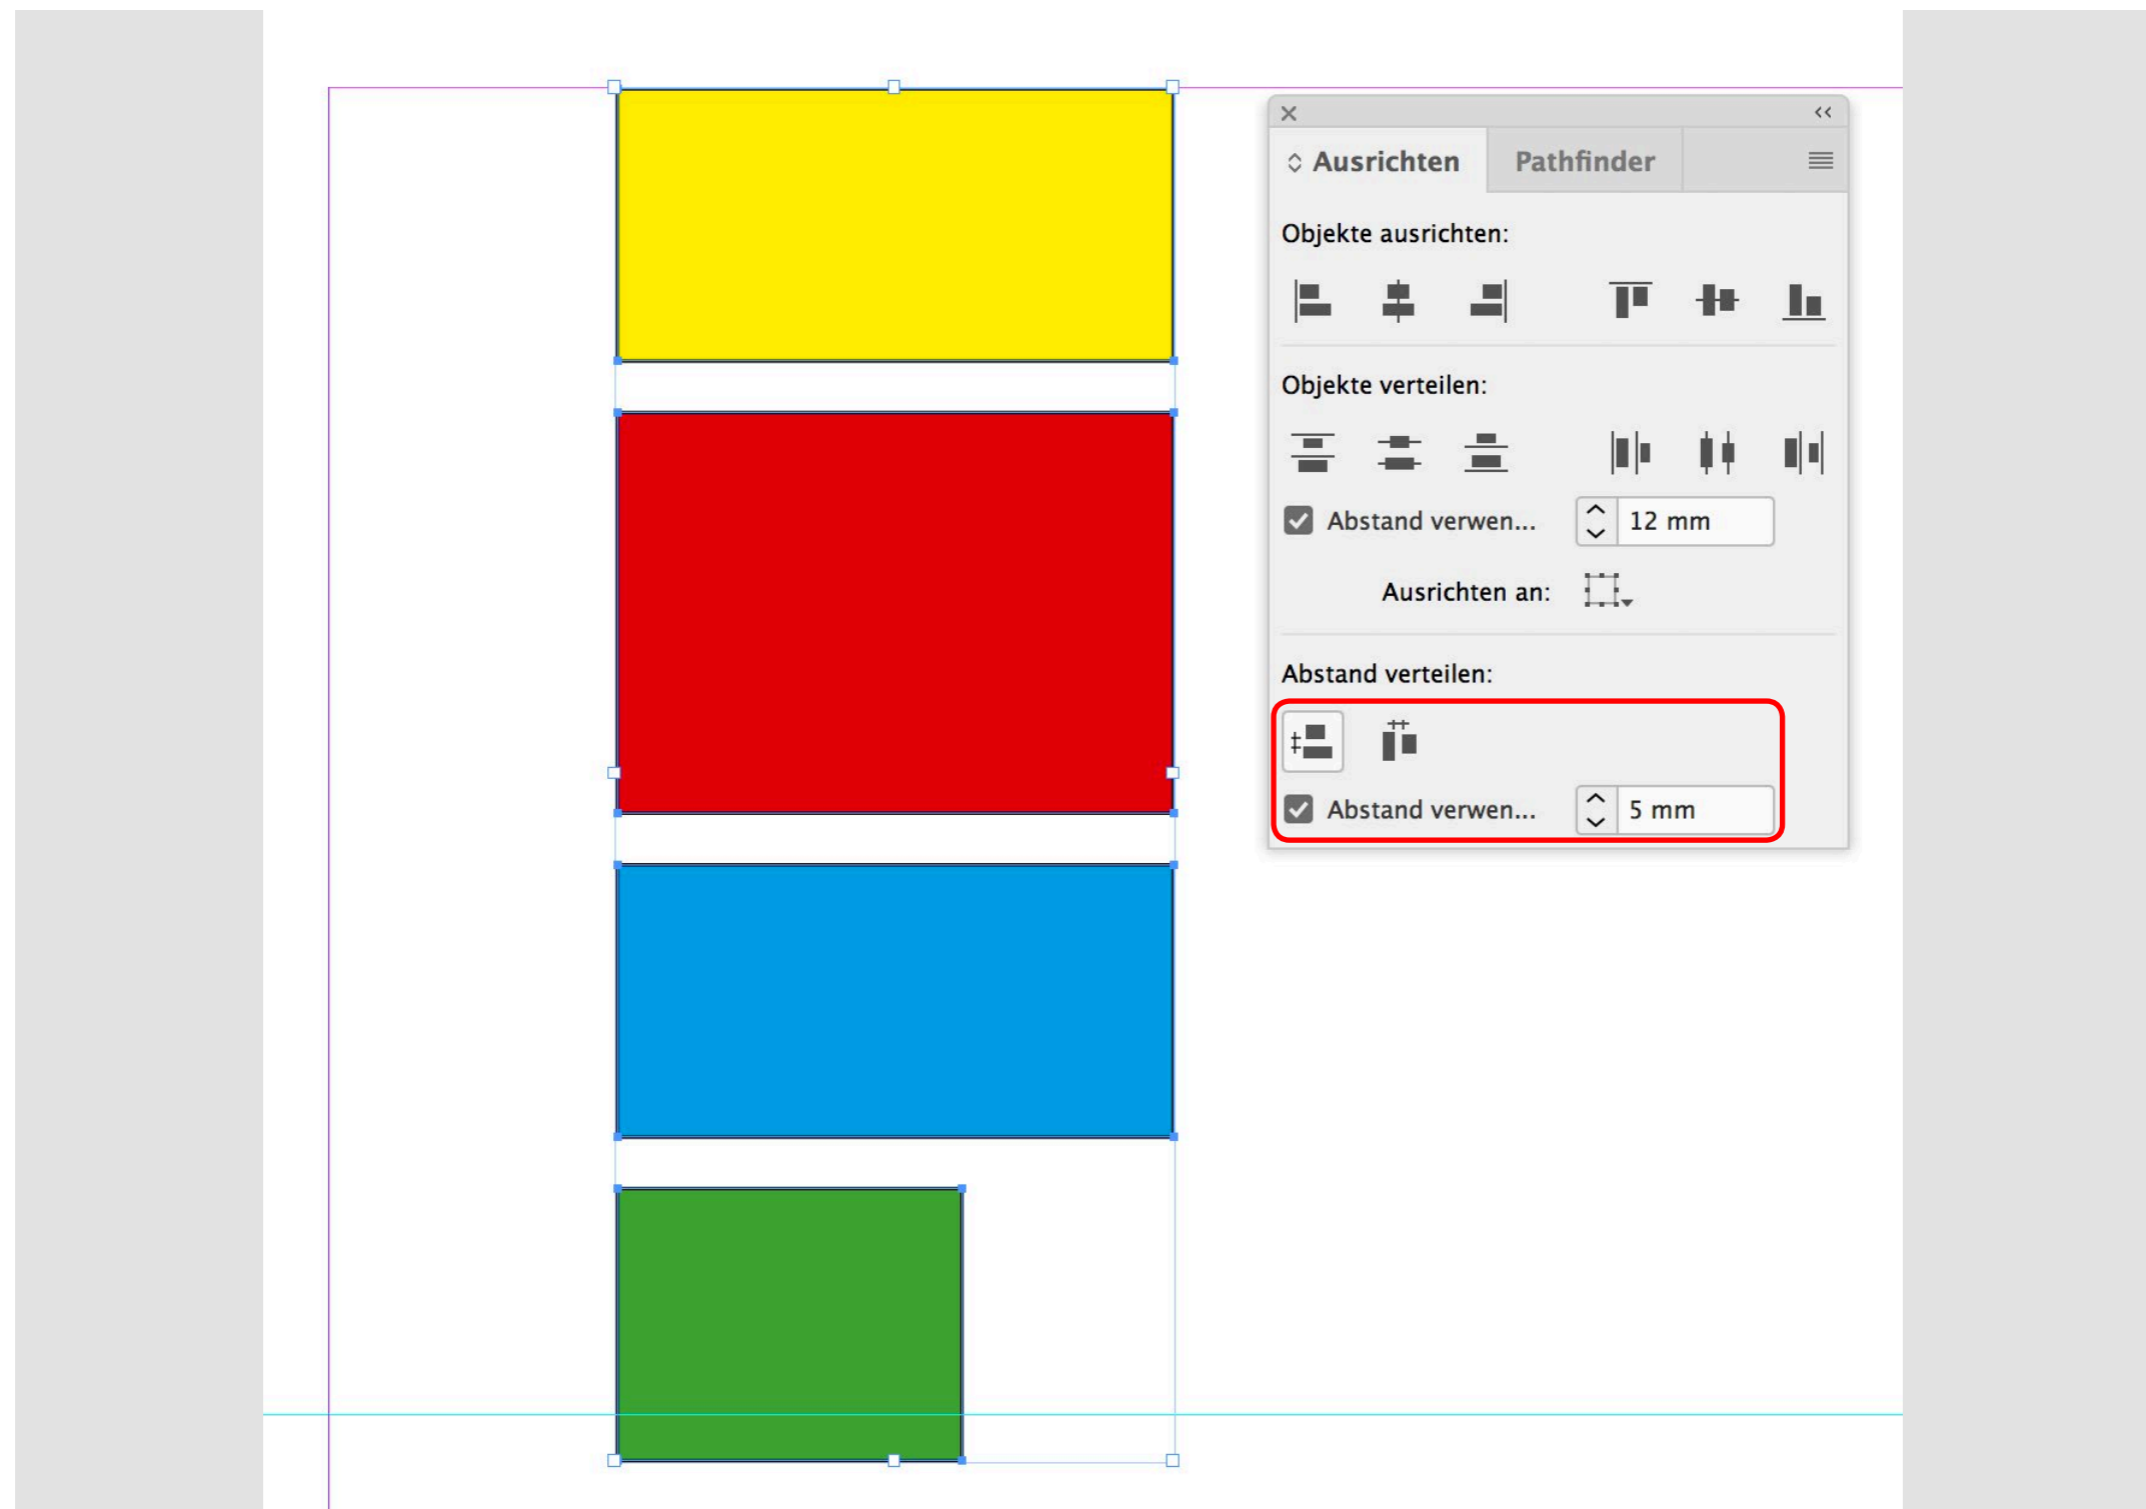 Ausrichten Pathfinder
Objekte ausrichten:
Objekte verteilen:
Abstand verwen... 12 mm
Ausrichten an:
Abstand verteilen:
Abstand verwen... 5 mm